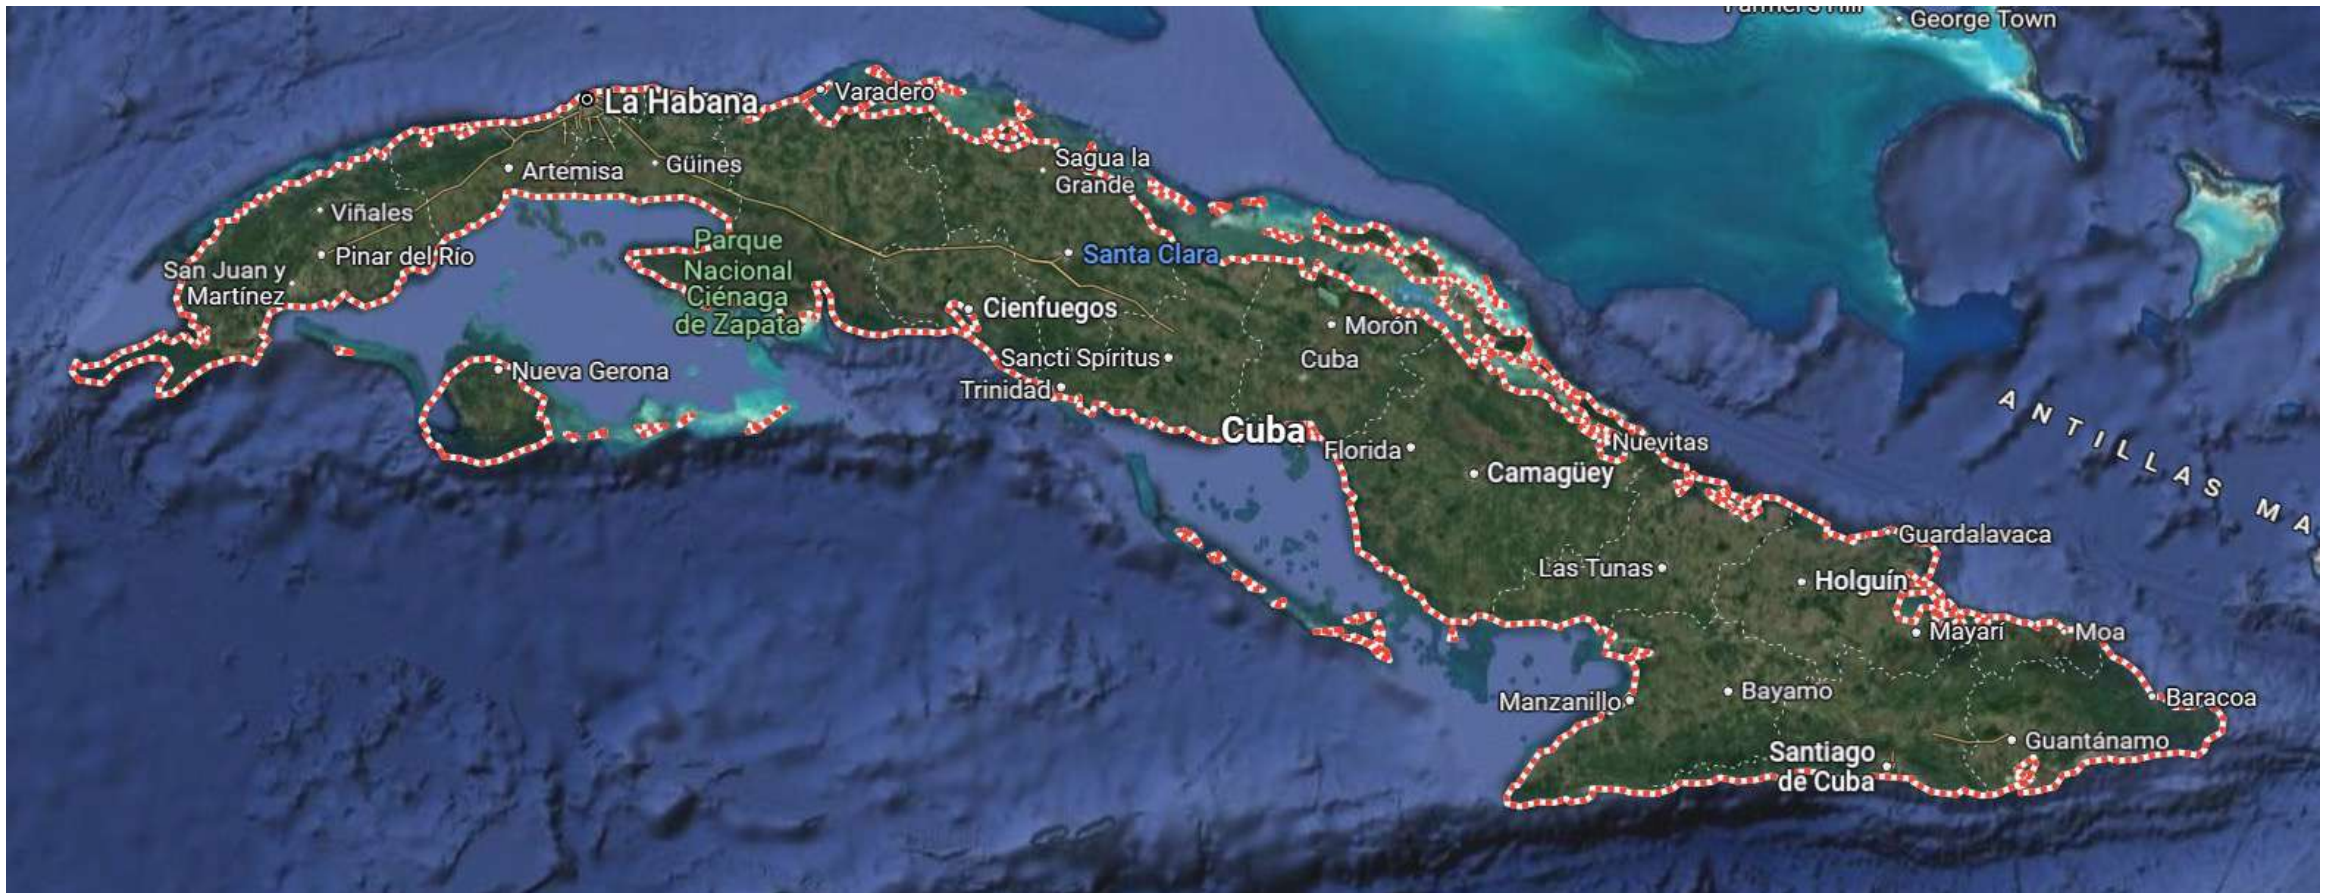 George Town
La Habana
Varadero
Artemisa
Güines
Sagua la
Grande
Viñales
Pinar del Río
Parque
Nacional
Ciénaga
de Zapata
Santa Clara
San Juan y
Martínez
Cienfuegos
Morón
Sancti Spíritus
Cuba
Nueva Gerona
Trinidad
Cuba
Florida
Nuevitas
Camagüey
ANTILLAS MA
Guardalavaca
Las Tunas
Holguín
Mayarí
Moa
Manzanillo
Bayamo
Baracoa
Santiago
de Cuba
Guantánamo